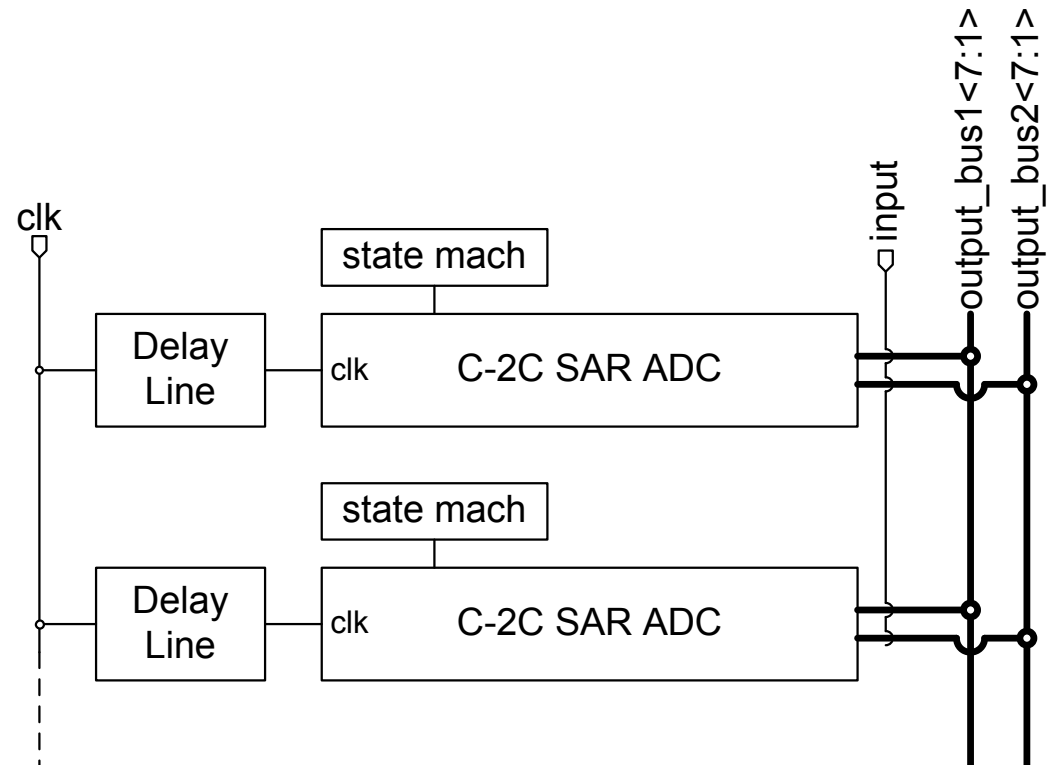 output_bus1<7:1>
output_bus2<7:1>
input
clk
state mach
Delay
Line
clk
C-2C SAR ADC
state mach
Delay
Line
clk
C-2C SAR ADC